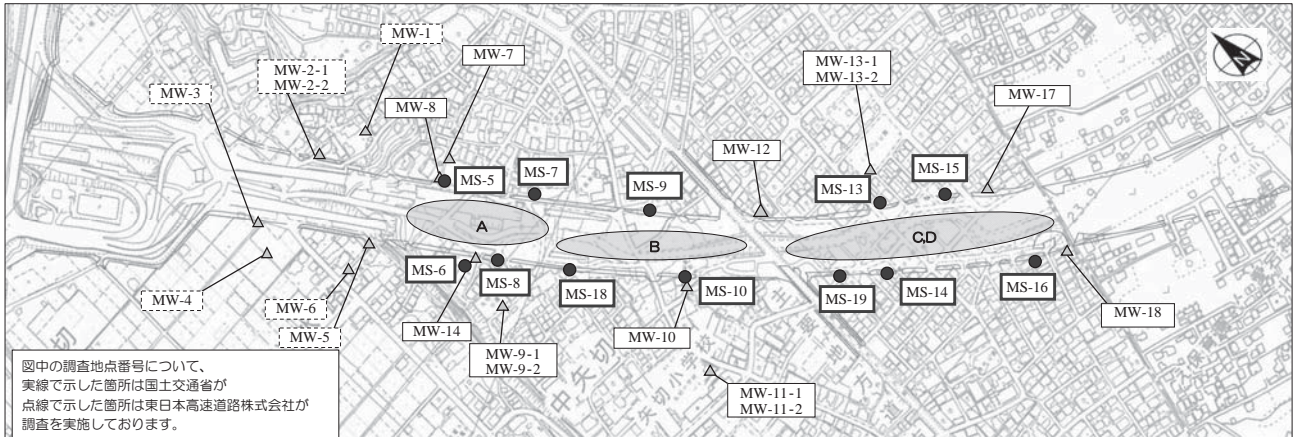 MW-1
MW-2-1
MW-2-2
MW-3
MW-7
MW-8
MW-13-1
MW-13-2
MW-17
MW-12
MS-5
MS-7
MS-9
MS-13
MS-15
N
A
B
C,D
MS-6
MS-8
MS-18
MS-10
MS-19
MS-14
MS-16
MW-4
MW-6
MW-5
MW-14
MW-9-1
MW-9-2
MW-10
MW-11-1
MW-11-2
MW-18
中矢切
図中の調査地点番号について、
実線で示した箇所は国土交通省が
点線で示した箇所は東日本高速道路株式会社が
調査を実施しております。